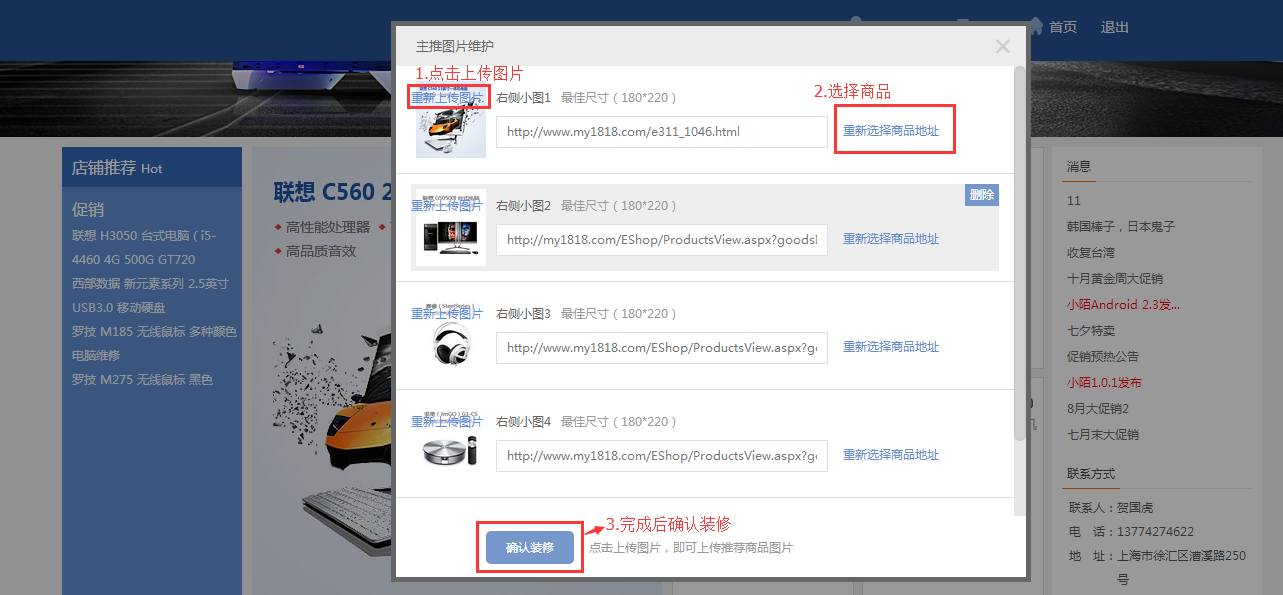 首页 退出
主推图片维护
1.点击上传图片
重新上传图片 右侧小图1 最佳尺寸（180*220）
2.选择商品
http://www.my1818.com/e311_1046.html
重新选择商品地址
重新上传图片 右侧小图2 最佳尺寸（180*220）
删除
http://my1818.com/EShop/ProductsView.aspx?goodsl
重新选择商品地址
重新上传图片 右侧小图3 最佳尺寸（180*220）
http://www.my1818.com/EShop/ProductsView.aspx?g
重新选择商品地址
重新上传图片 右侧小图4 最佳尺寸（180*220）
http://www.my1818.com/EShop/ProductsView.aspx?g
重新选择商品地址
3.完成后确认装修
确认装修
点击上传图片，即可上传推荐商品图片
店铺推荐 Hot
促销
联想 H3050 台式电脑（i5-
4460 4G 500G GT720
西部数据 新元素系列 2.5英寸
USB3.0 移动硬盘
罗技 M185 无线鼠标 多种颜色
电脑维修
罗技 M275 无线鼠标 黑色
联想 C560 2
高性能处理器
高品质音效
消息
11
韩国棒子，日本鬼子
收复台湾
十月黄金周大促销
小陌Android 2.3发...
七夕特卖
促销预热公告
小陌1.0.1发布
8月大促销2
七月末大促销
联系方式
联系人：贺国虎
电 话：13774274622
地 址：上海市徐汇区漕溪路250
号